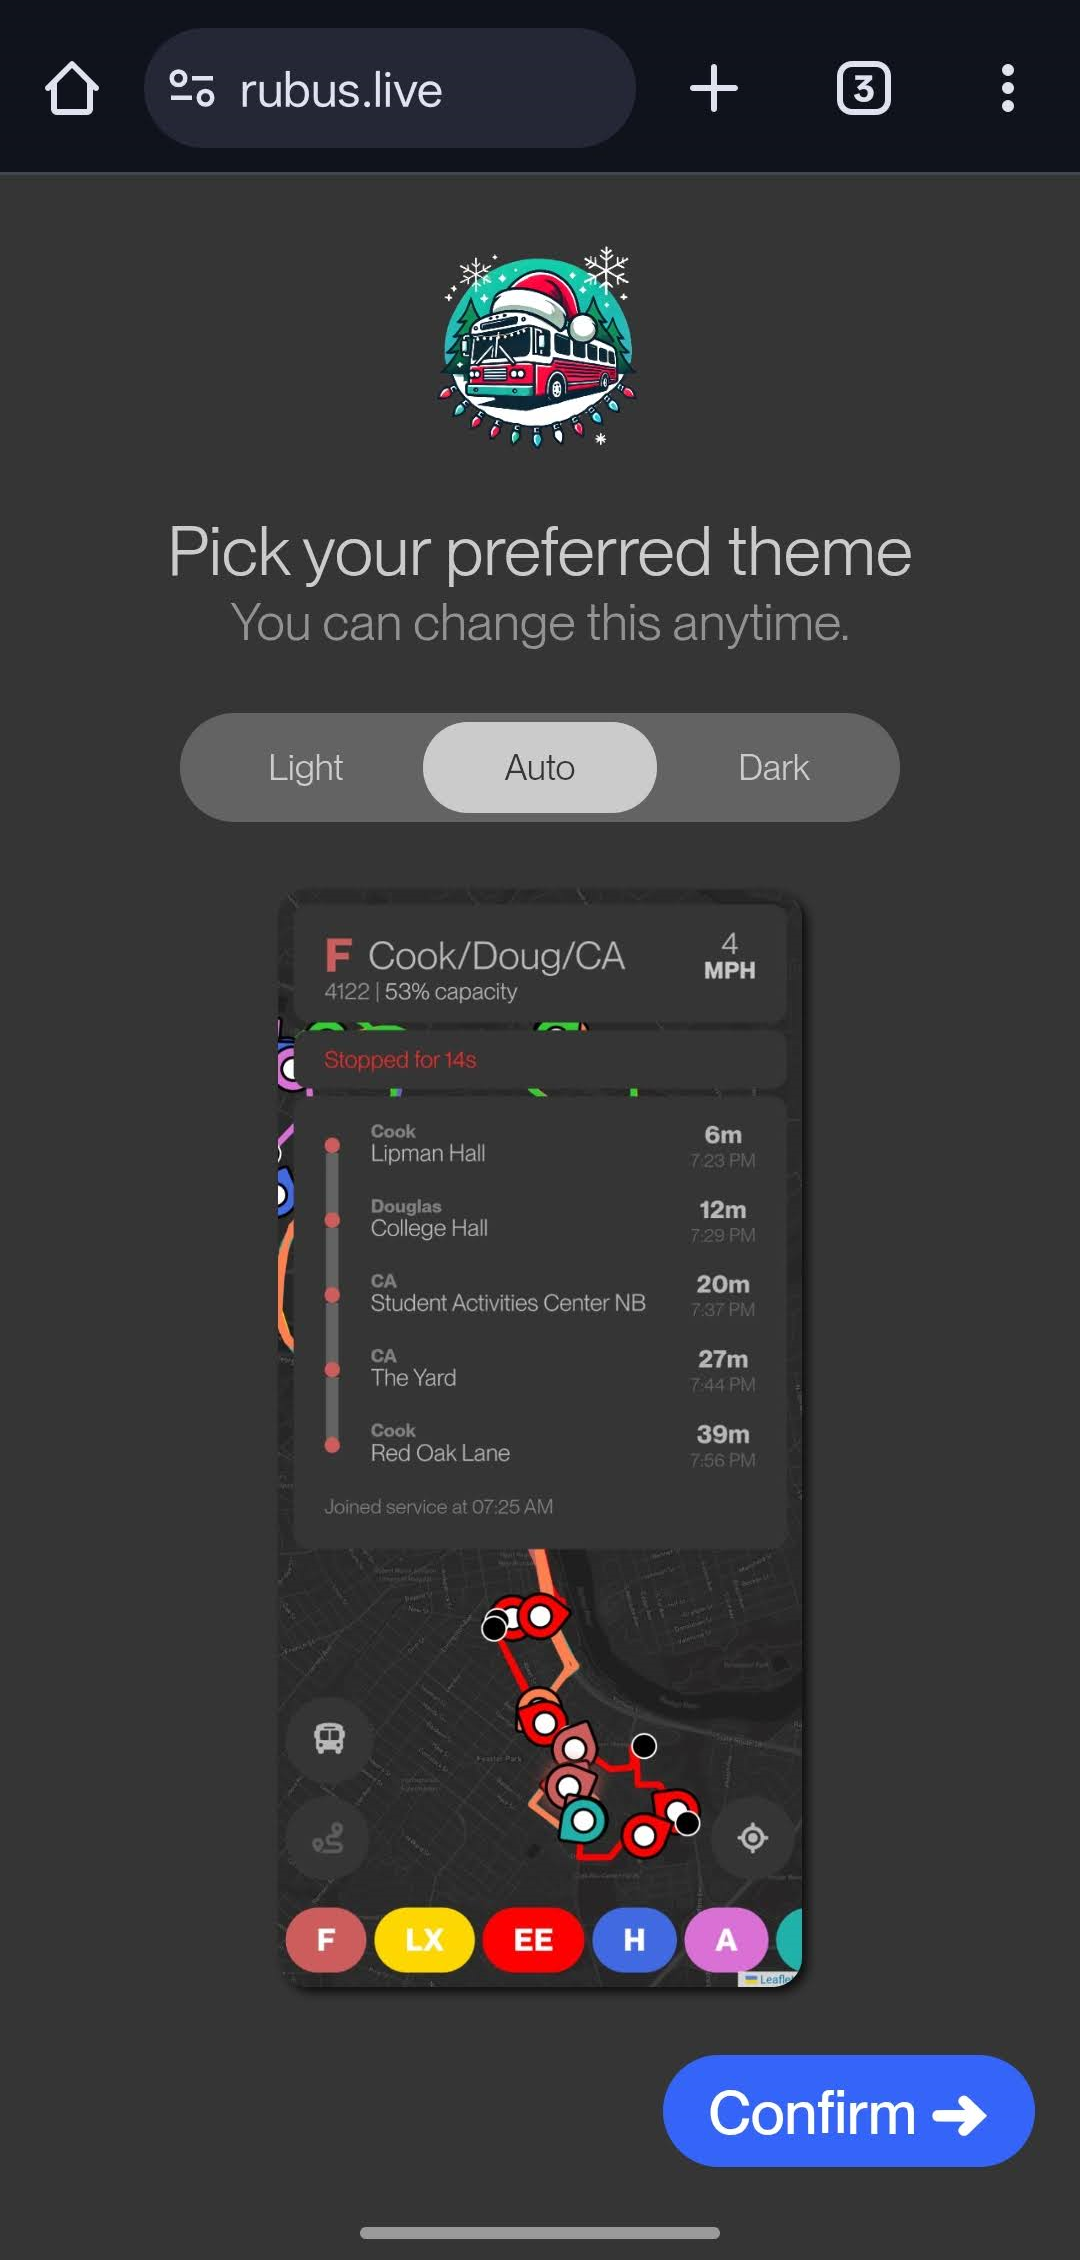 rubus.live
3
Pick your preferred theme
You can change this anytime.
Light
Auto
Dark
F Cook/Doug/CA
4
MPH
4122 | 53% capacity
Stopped for 14s
Cook
Lipman Hall
6m
7:23 PM
Douglas
College Hall
12m
7:29 PM
CA
Student Activities Center NB
20m
7:37 PM
CA
The Yard
27m
7:44 PM
Cook
Red Oak Lane
39m
7:56 PM
Joined service at 07:25 AM
F
LX
EE
H
A
Confirm →